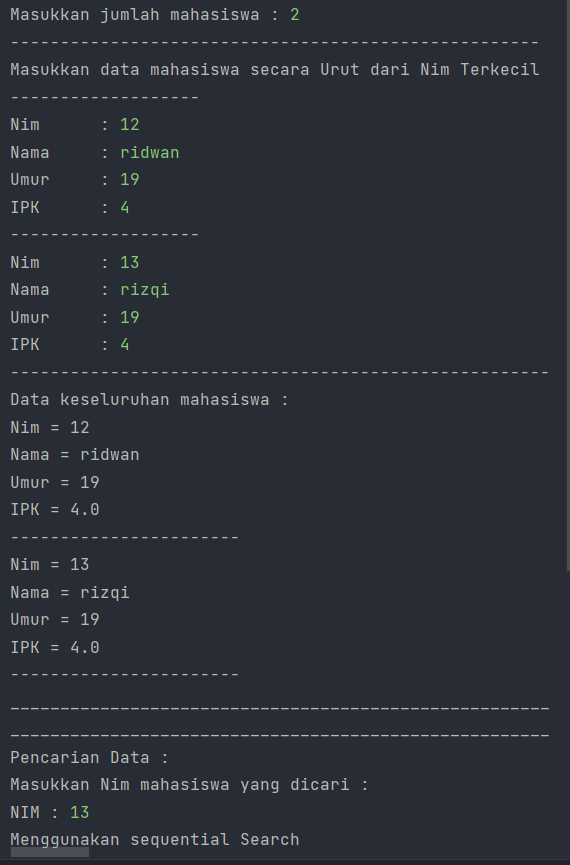 Masukkan jumlah mahasiswa : 2
-----------------------------------------------------
Masukkan data mahasiswa secara Urut dari Nim Terkecil
-------------------
Nim      : 12
Nama     : ridwan
Umur     : 19
IPK      : 4
-------------------
Nim      : 13
Nama     : rizqi
Umur     : 19
IPK      : 4
------------------------------------------------------
Data keseluruhan mahasiswa :
Nim = 12
Nama = ridwan
Umur = 19
IPK = 4.0
-----------------------
Nim = 13
Nama = rizqi
Umur = 19
IPK = 4.0
-----------------------
______________________________________________________
______________________________________________________
Pencarian Data :
Masukkan Nim mahasiswa yang dicari :
NIM : 13
Menggunakan sequential Search